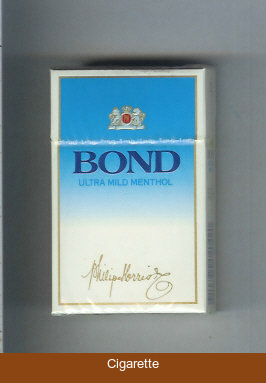 BOND
ULTRA MILD MENTHOL
Philip Morris
Cigarette